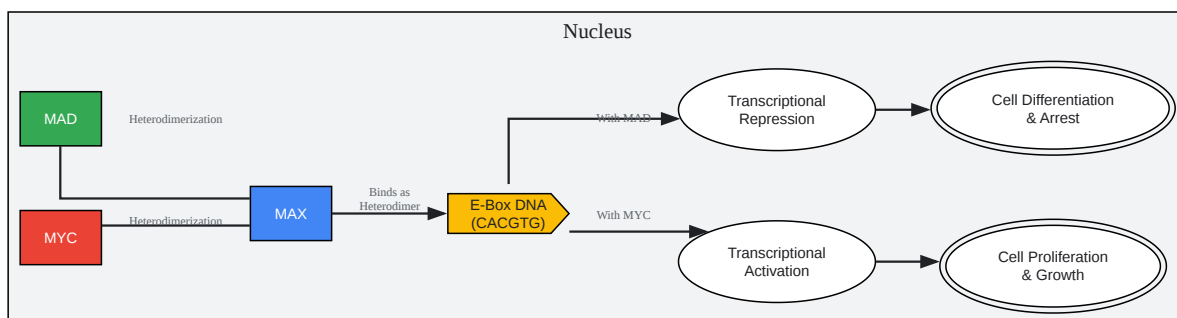 Nucleus
MAD
Heterodimerization
MYC
Heterodimerization
MAX
Binds as
Heterodimer
E-Box DNA
(CACGTG)
With MAD
Transcriptional
Repression
Cell Differentiation
& Arrest
With MYC
Transcriptional
Activation
Cell Proliferation
& Growth